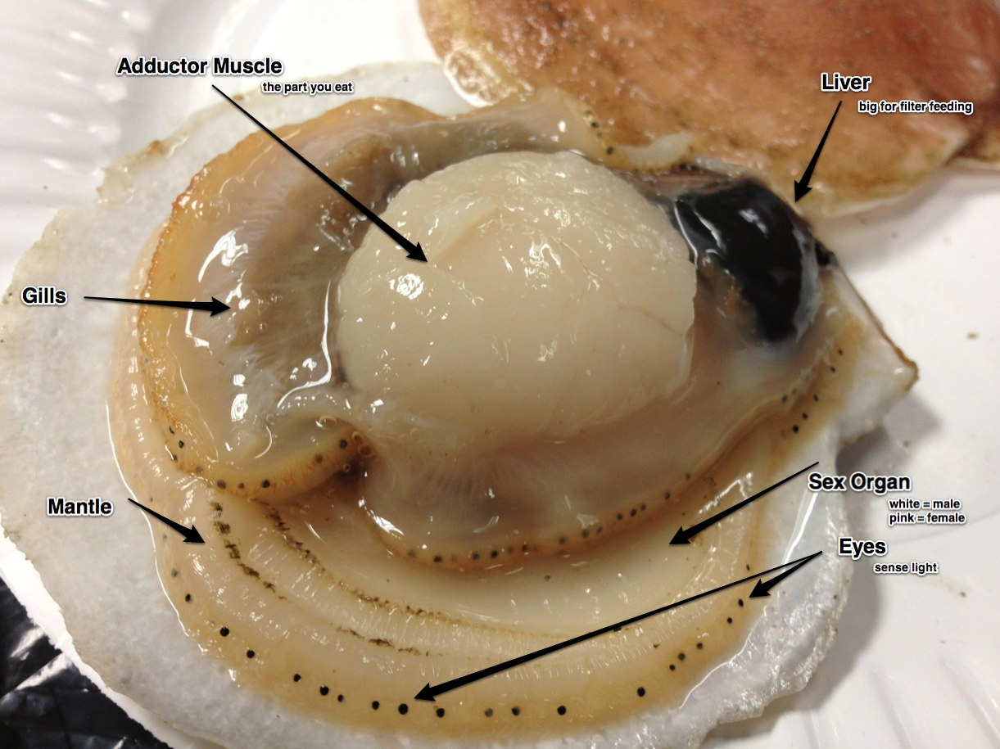 Adductor Muscle
the part you eat
Liver
big for filter feeding
Gills
Mantle
Sex Organ
white = male
pink = female
Eyes
sense light